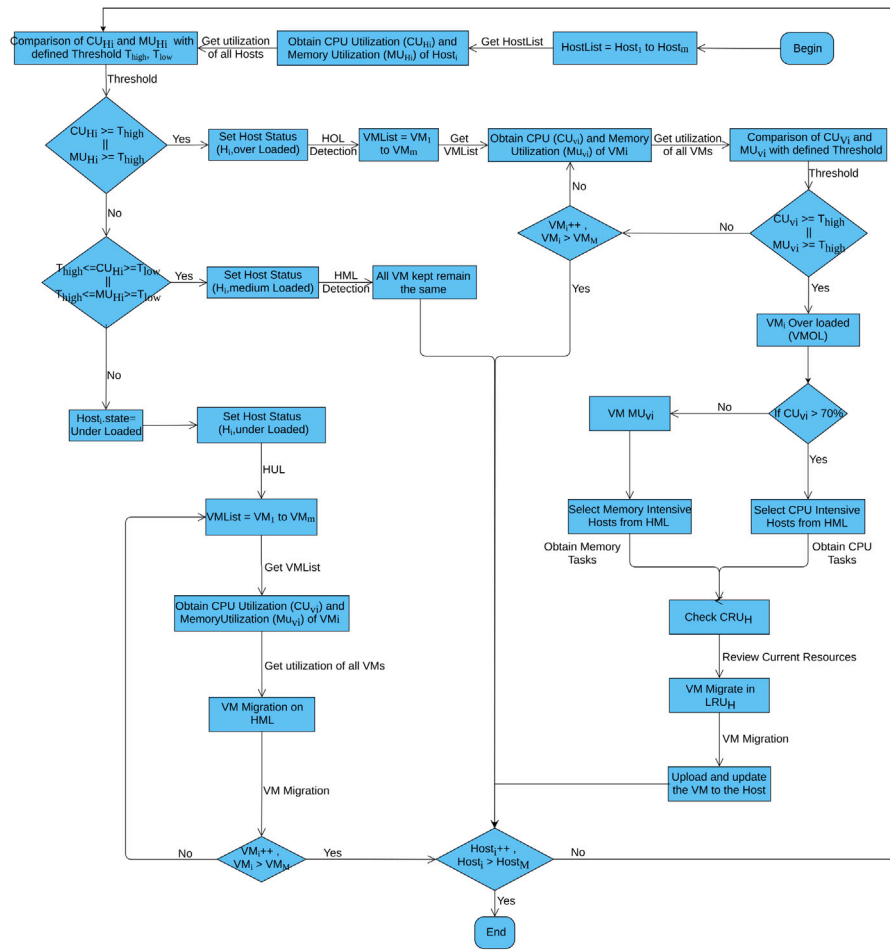 Comparison of CU_Hi and MU_Hi with
defined Threshold T_high, T_low
Get utilization
of all Hosts
Obtain CPU Utilization (CU_Hi) and
Memory Utilization (MU_Hi) of Host_i
Get HostList
HostList = Host_1 to Host_m
Begin
Threshold
CU_Hi >= T_high
||
MU_Hi >= T_high
Yes
Set Host Status
(H_i,over Loaded)
HOL
Detection
VMList = VM_1
to VM_m
Get
VMList
Obtain CPU (CU_vi) and Memory
Utilization (Mu_vi) of VMi
Get utilization
of all VMs
Comparison of CU_Vi and
MU_vi with defined Threshold
Threshold
No
No
VM_i++ ,
VM_i > VM_M
No
CU_vi >= T_high
||
MU_vi >= T_high
T_high<=CU_Hi>=T_low
||
T_high<=MU_Hi>=T_low
Yes
Set Host Status
(H_i,medium Loaded)
HML
Detection
All VM kept remain
the same
Yes
Yes
VM_i Over loaded
(VMOL)
No
Host_i.state=
Under Loaded
Set Host Status
(H_i,under Loaded)
VM MU_vi
No
If CU_vi > 70%
HUL
Yes
VMList = VM_1 to VM_m
Select Memory Intensive
Hosts from HML
Select CPU Intensive
Hosts from HML
Obtain Memory
Tasks
Obtain CPU
Tasks
Get VMList
Obtain CPU Utilization (CU_vi) and
MemoryUtilization (Mu_vi) of VMi
Check CRU_H
Get utilization of all VMs
Review Current Resources
VM Migration on
HML
VM Migrate in
LRU_H
VM Migration
VM Migration
Upload and update
the VM to the Host
No
VM_i++ ,
VM_i > VM_M
Yes
Host_i++ ,
Host_i > Host_M
No
Yes
End